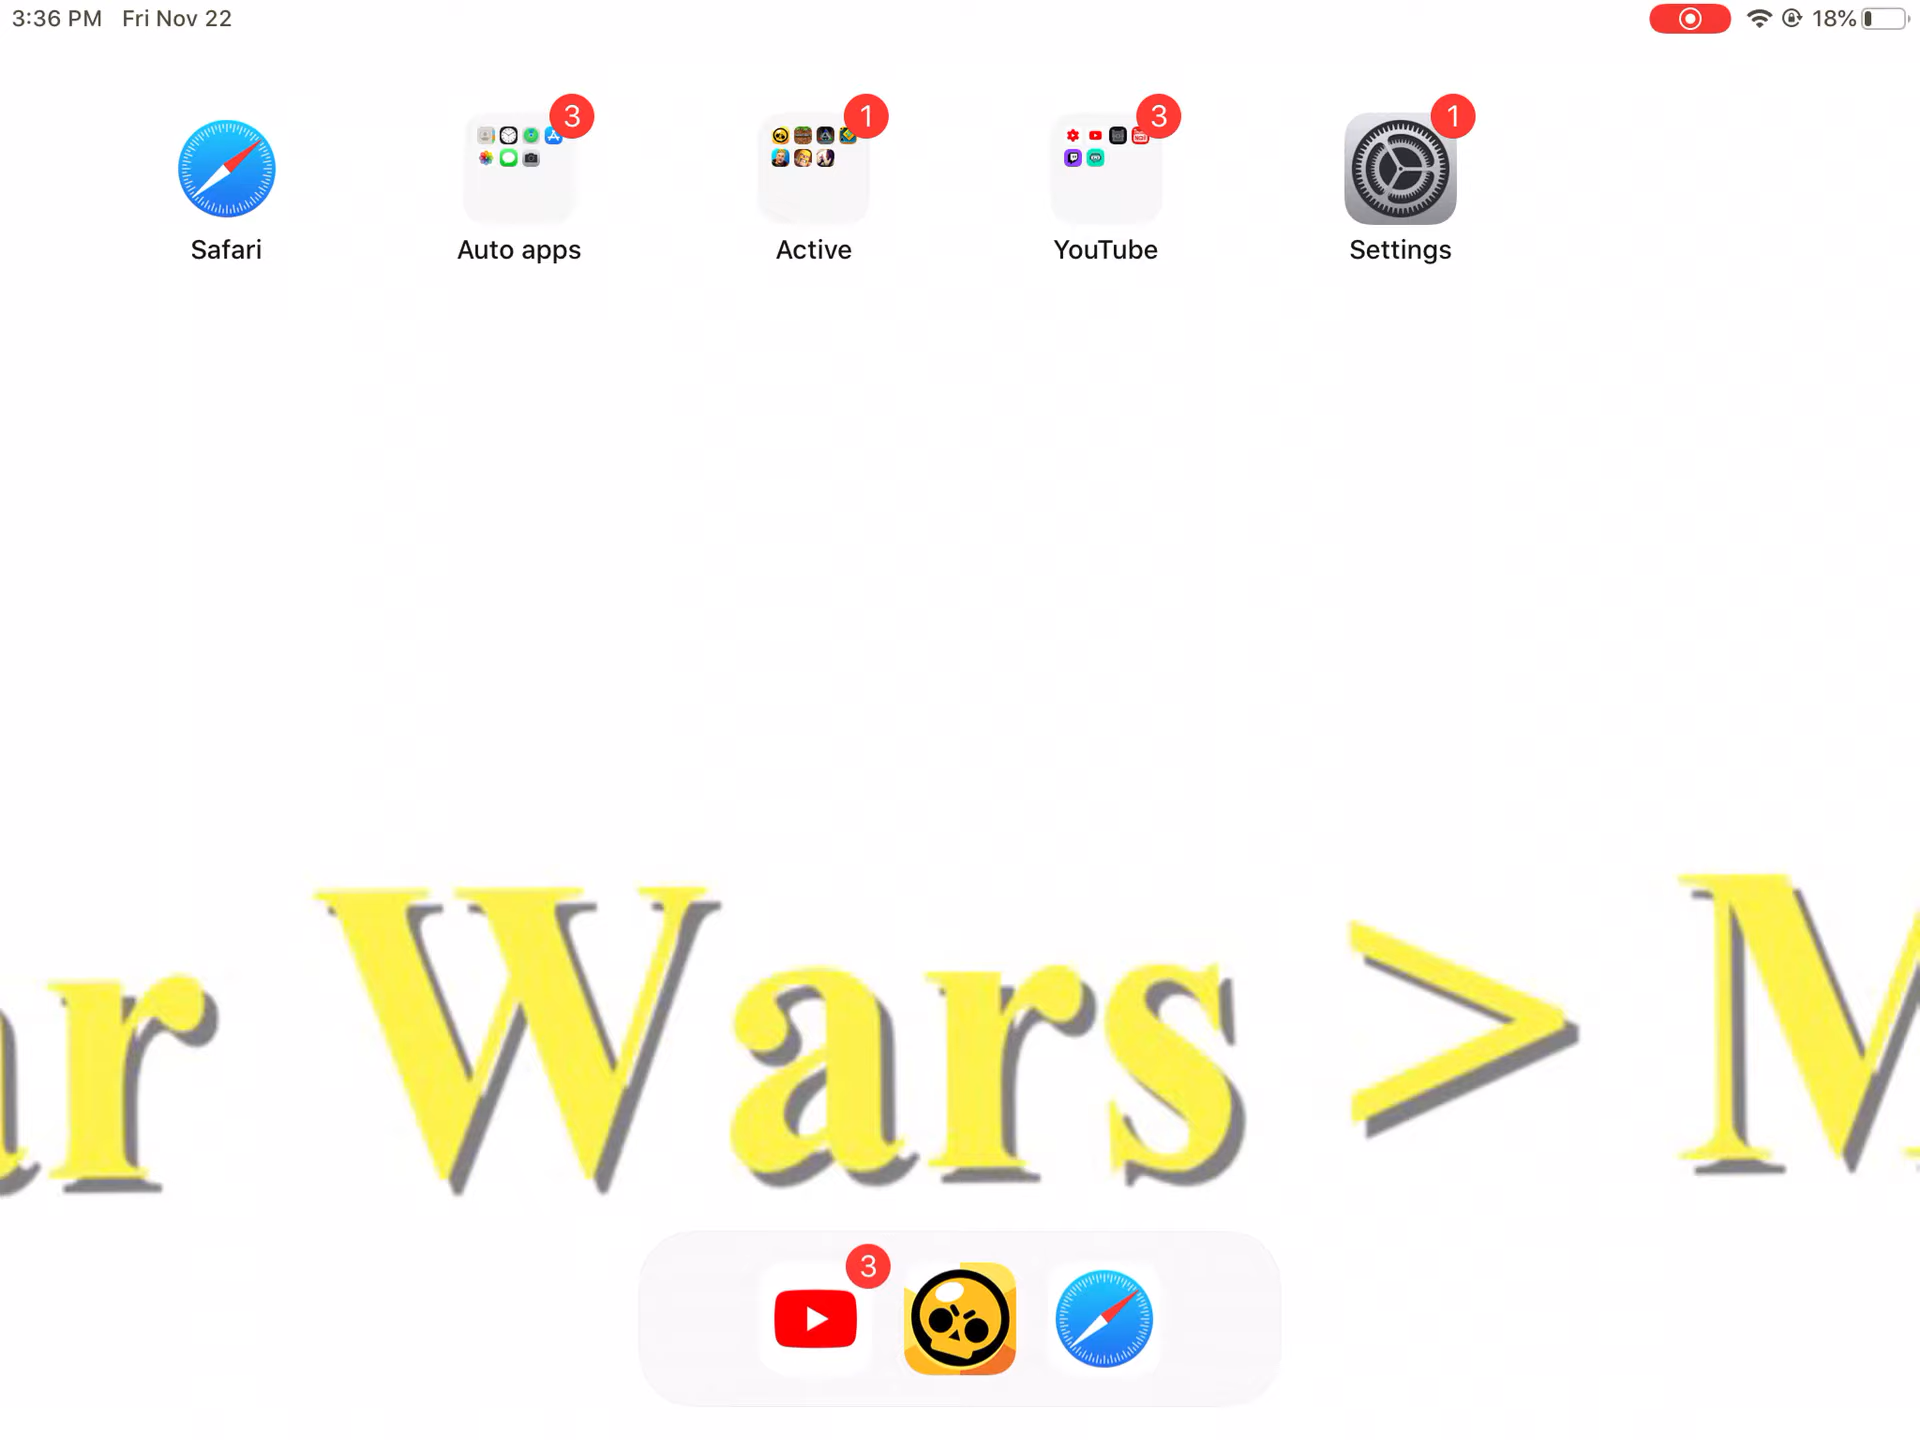 3:36 PM Fri Nov 22 18%
3 1 3 1
Safari Auto apps Active YouTube Settings
ar Wars > M
3